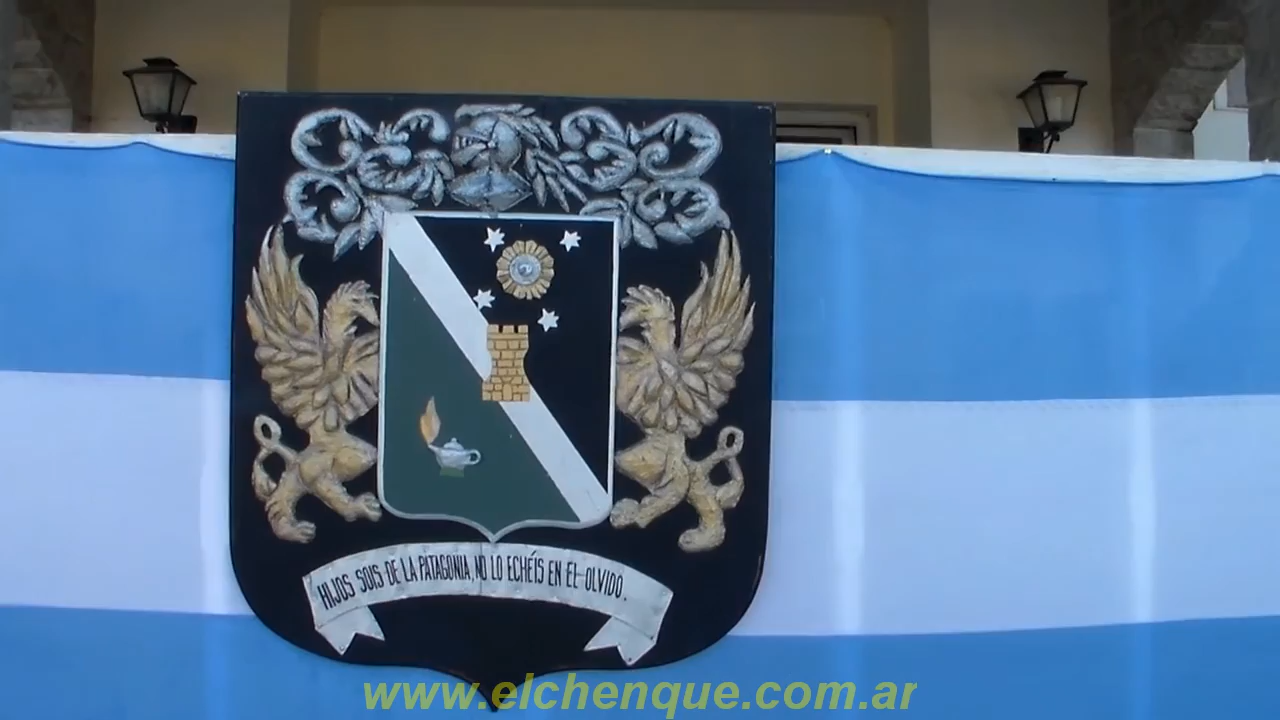 HIJOS SOIS DE LA PATAGONIA, NO LO ECHÉIS EN EL OLVIDO.
www.elchenque.com.ar